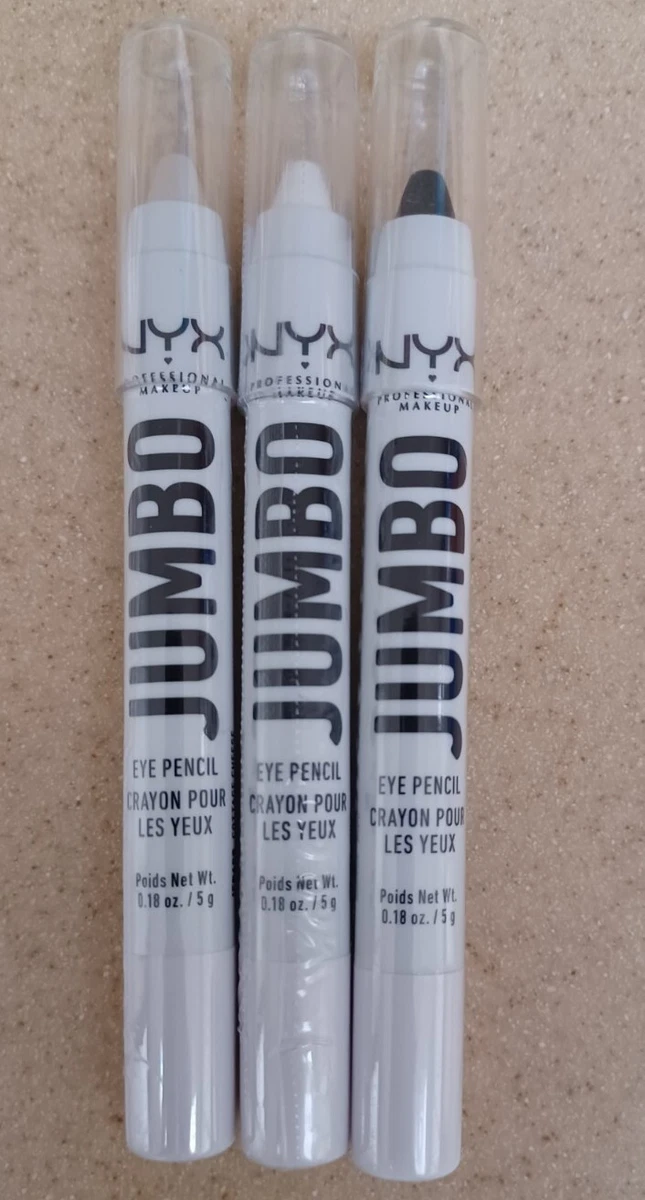 NYX
PROFESSIONAL
MAKEUP
JUMBO
EYE PENCIL
CRAYON POUR
LES YEUX
Poids Net Wt.
0.18 oz. / 5 g
NYX
PROFESSIONAL
MAKEUP
JUMBO
EYE PENCIL
CRAYON POUR
LES YEUX
Poids Net Wt.
0.18 oz. / 5 g
NYX
PROFESSIONAL
MAKEUP
JUMBO
EYE PENCIL
CRAYON POUR
LES YEUX
Poids Net Wt.
0.18 oz. / 5 g